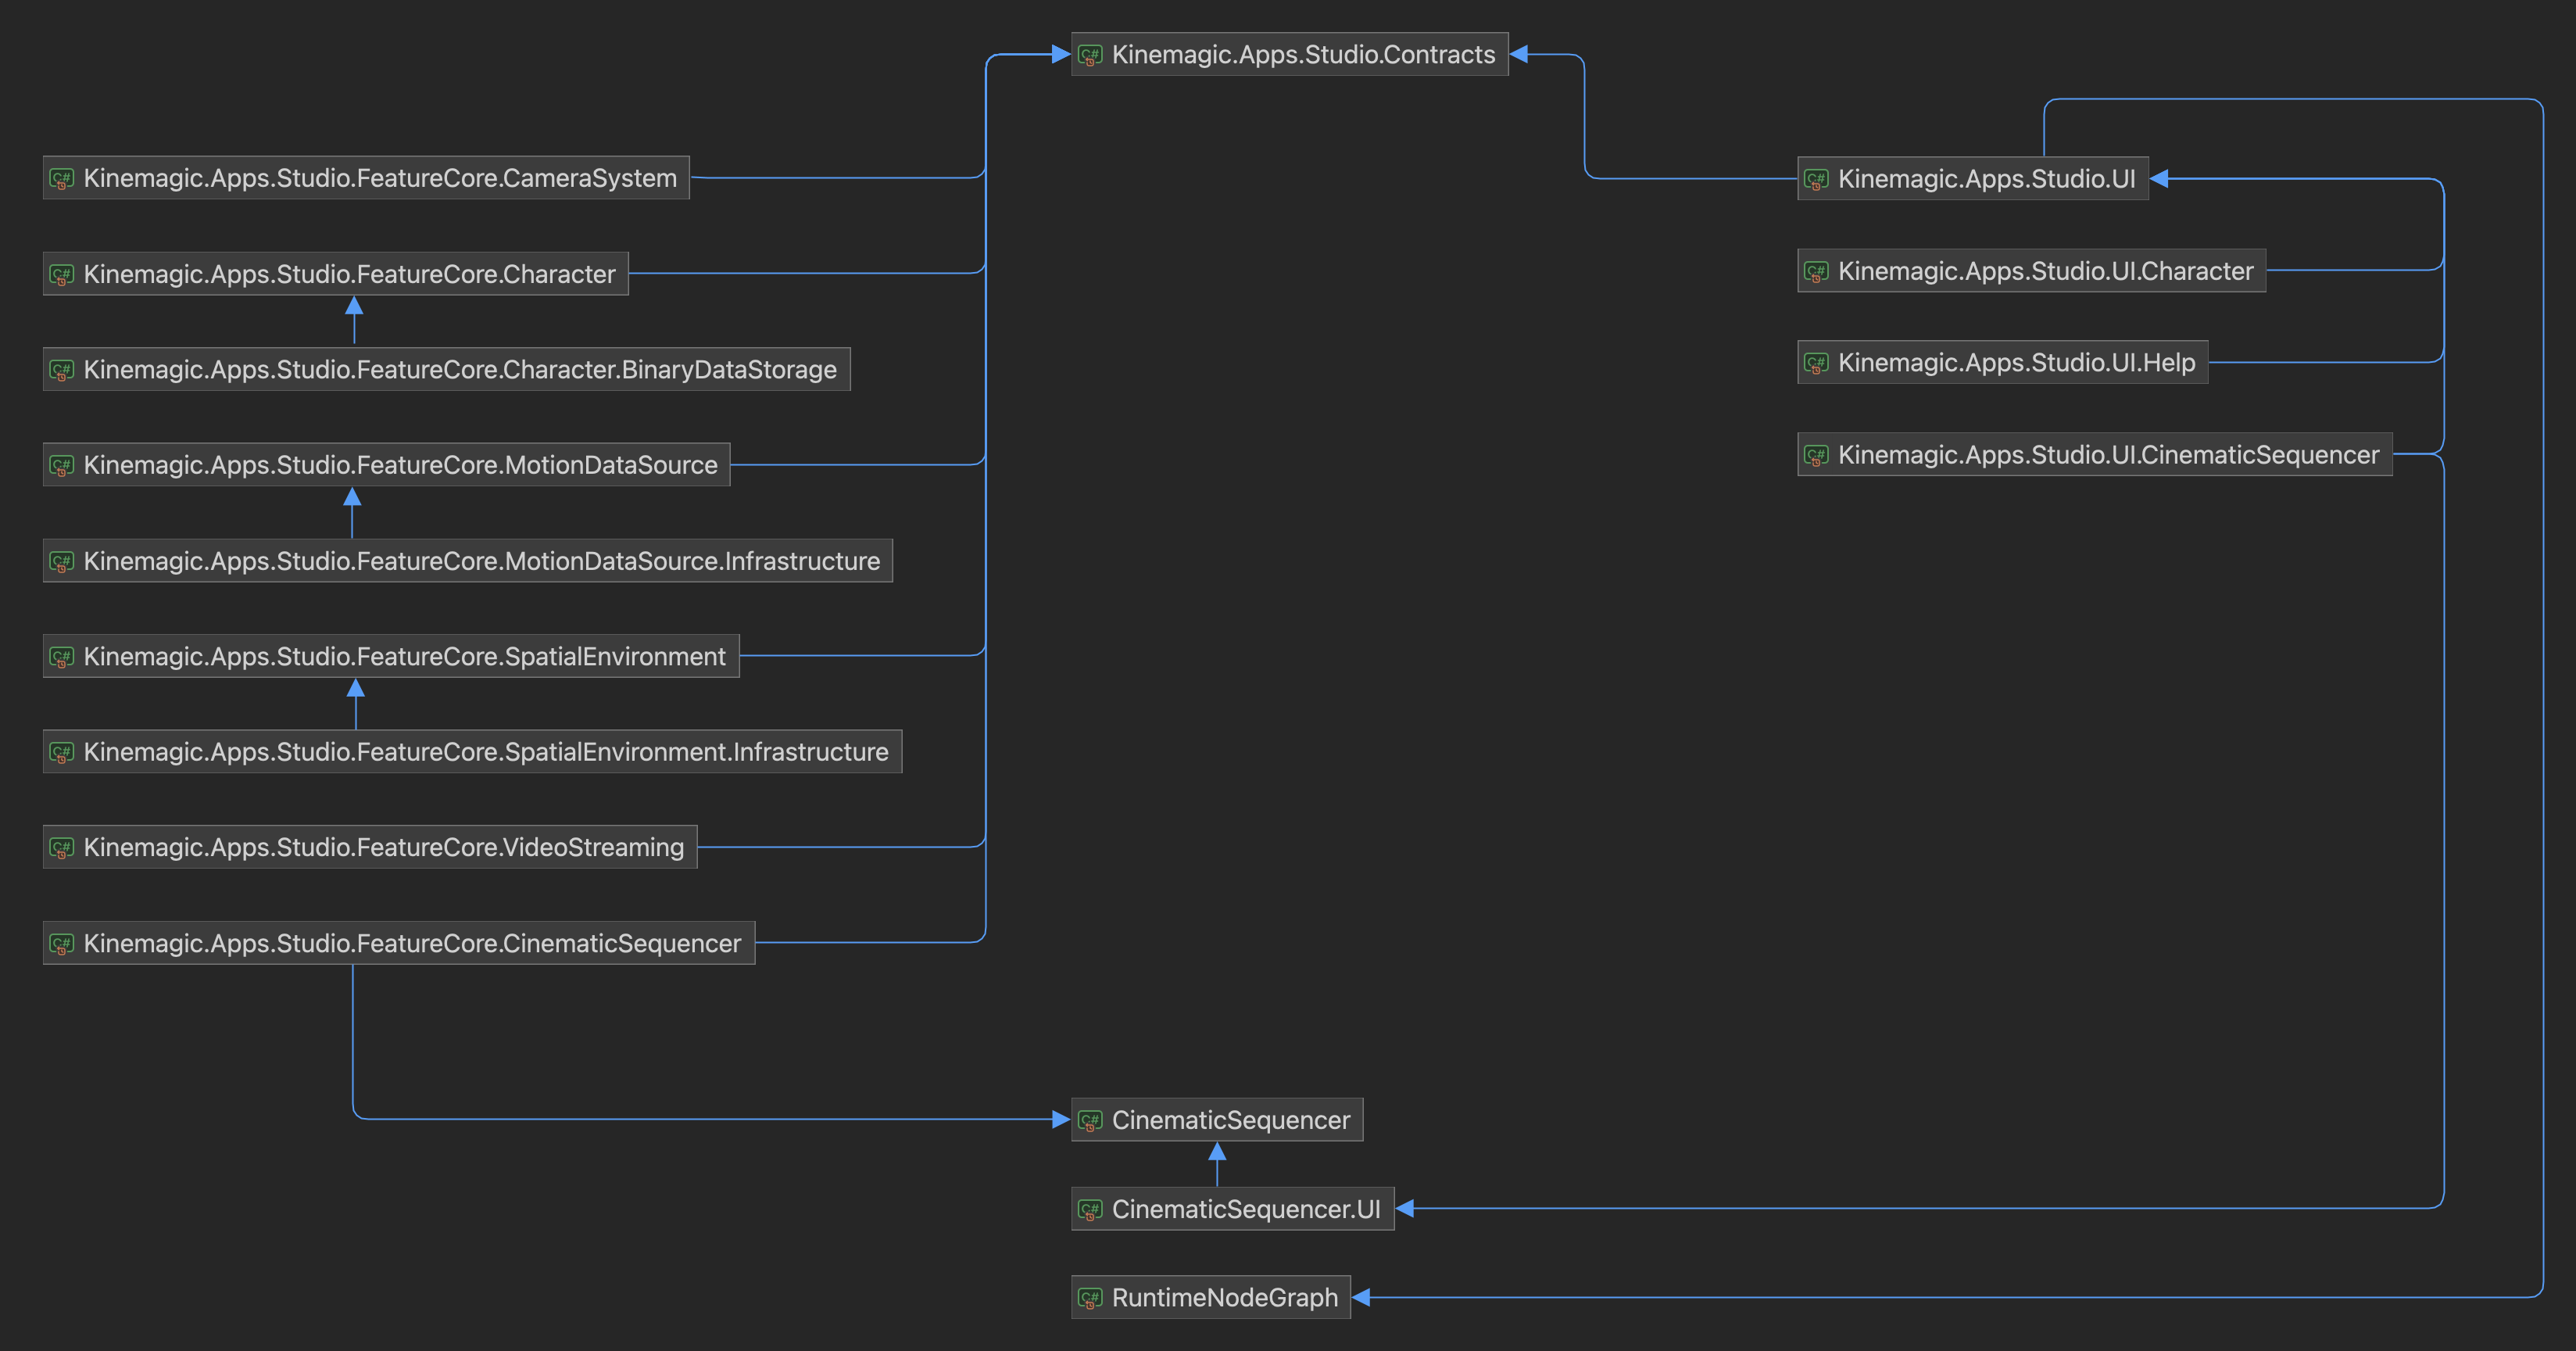 Kinemagic.Apps.Studio.Contracts
Kinemagic.Apps.Studio.FeatureCore.CameraSystem
Kinemagic.Apps.Studio.FeatureCore.Character
Kinemagic.Apps.Studio.FeatureCore.Character.BinaryDataStorage
Kinemagic.Apps.Studio.FeatureCore.MotionDataSource
Kinemagic.Apps.Studio.FeatureCore.MotionDataSource.Infrastructure
Kinemagic.Apps.Studio.FeatureCore.SpatialEnvironment
Kinemagic.Apps.Studio.FeatureCore.SpatialEnvironment.Infrastructure
Kinemagic.Apps.Studio.FeatureCore.VideoStreaming
Kinemagic.Apps.Studio.FeatureCore.CinematicSequencer
Kinemagic.Apps.Studio.UI
Kinemagic.Apps.Studio.UI.Character
Kinemagic.Apps.Studio.UI.Help
Kinemagic.Apps.Studio.UI.CinematicSequencer
CinematicSequencer
CinematicSequencer.UI
RuntimeNodeGraph